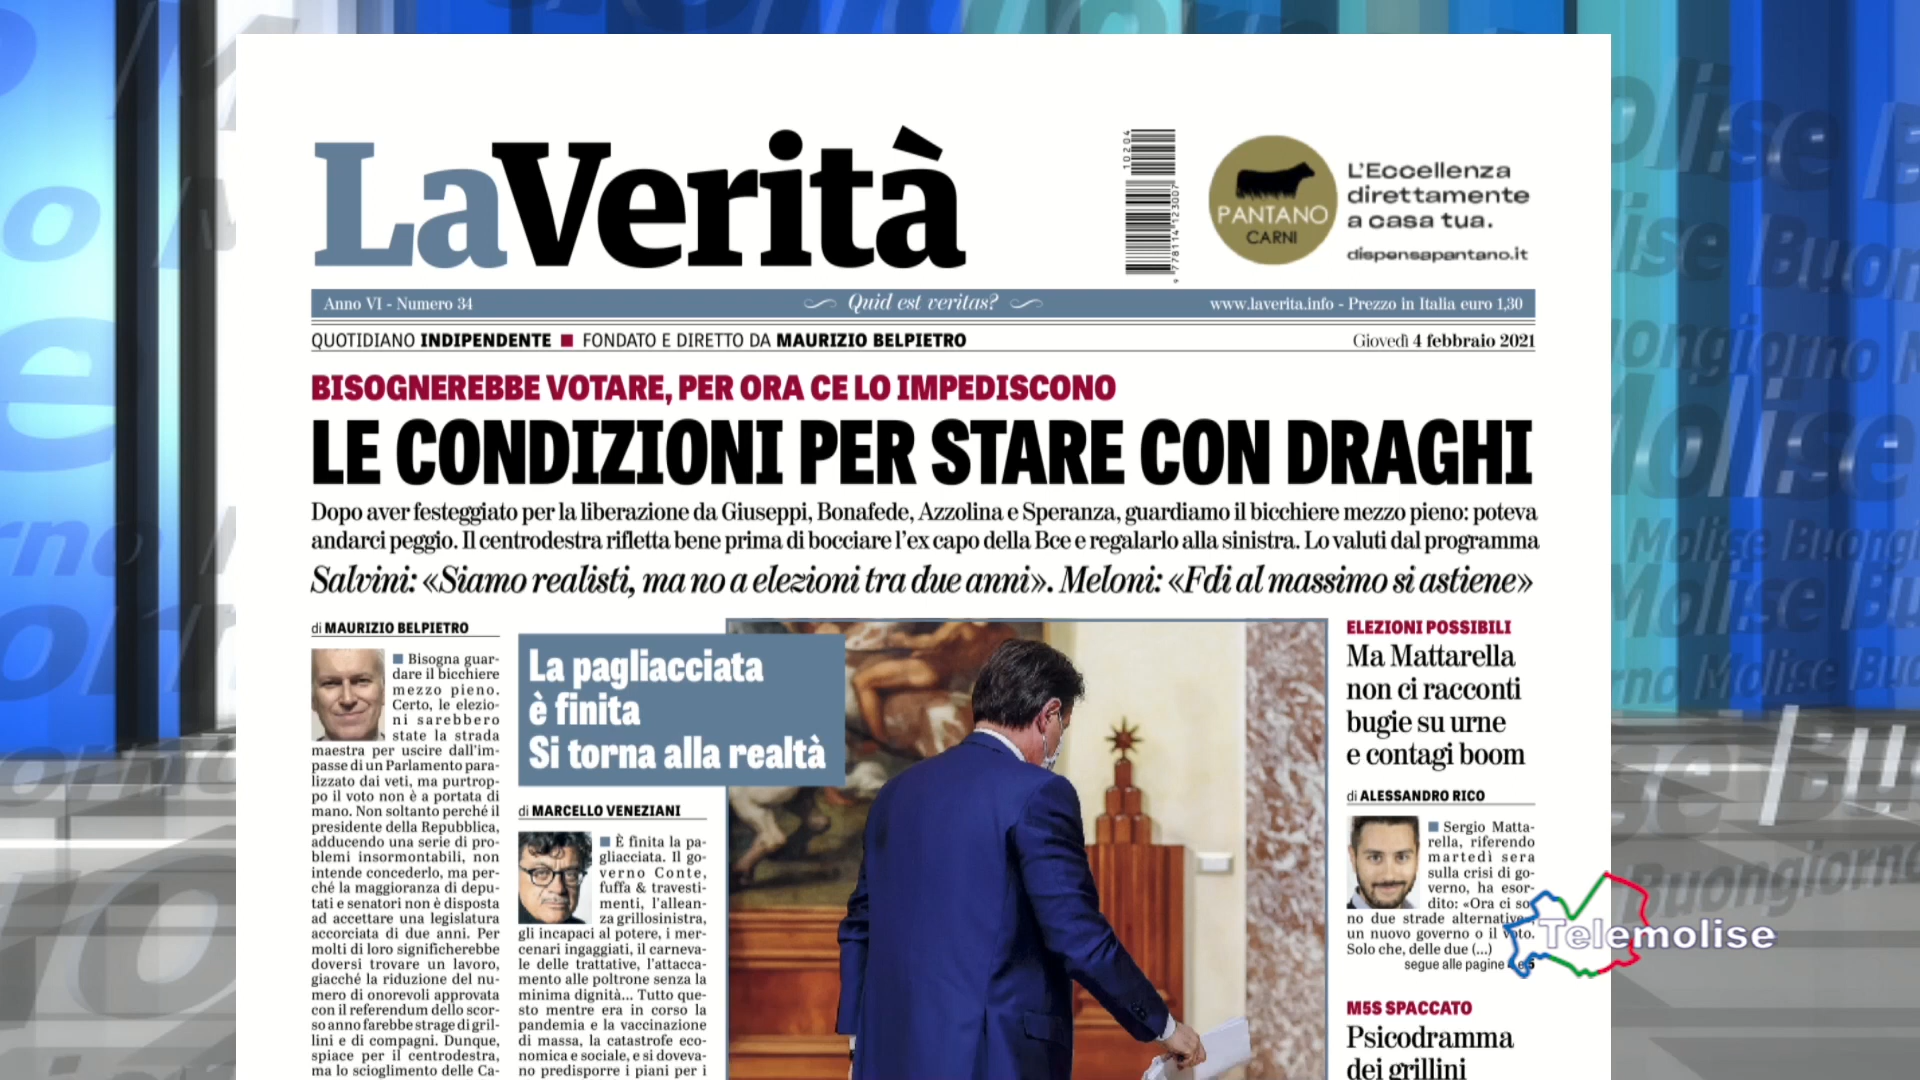 LaVerità
10204
9 778114 123007
PANTANO
CARNI
L'Eccellenza
direttamente
a casa tua.
dispensapantano.it
Anno VI - Numero 34
Quid est veritas?
www.laverita.info - Prezzo in Italia euro 1,30
QUOTIDIANO INDIPENDENTE ■ FONDATO E DIRETTO DA MAURIZIO BELPIETRO
Giovedì 4 febbraio 2021
BISOGNEREBBE VOTARE, PER ORA CE LO IMPEDISCONO
LE CONDIZIONI PER STARE CON DRAGHI
Dopo aver festeggiato per la liberazione da Giuseppi, Bonafede, Azzolina e Speranza, guardiamo il bicchiere mezzo pieno: poteva
andarci peggio. Il centrodestra rifletta bene prima di bocciare l'ex capo della Bce e regalarlo alla sinistra. Lo valuti dal programma
Salvini: «Siamo realisti, ma no a elezioni tra due anni». Meloni: «Fdi al massimo si astiene»
di MAURIZIO BELPIETRO
■ Bisogna guar-
dare il bicchiere
mezzo pieno.
Certo, le elezio-
ni sarebbero
state la strada
maestra per uscire dall'im-
passe di un Parlamento para-
lizzato dai veti, ma purtrop-
po il voto non è a portata di
mano. Non soltanto perché il
presidente della Repubblica,
adducendo una serie di pro-
blemi insormontabili, non
intende concederlo, ma per-
ché la maggioranza di depu-
tati e senatori non è disposta
ad accettare una legislatura
accorciata di due anni. Per
molti di loro significherebbe
doversi trovare un lavoro,
giacché la riduzione del nu-
mero di onorevoli approvata
con il referendum dello scor-
so anno farebbe strage di gril-
lini e di compagni. Dunque,
spiace per il centrodestra,
ma lo scioglimento delle Ca-
La pagliacciata
è finita
Si torna alla realtà
di MARCELLO VENEZIANI
■ È finita la pa-
gliacciata. Il go-
verno Conte,
fuffa & travesti-
menti, l'allean-
za grillosinistra,
gli incapaci al potere, i mer-
cenari ingaggiati, il carneva-
le delle trattative, l'attacca-
mento alle poltrone senza la
minima dignità... Tutto que-
sto mentre era in corso la
pandemia e la vaccinazione
di massa, la catastrofe eco-
nomica e sociale, e si doveva-
no predisporre i piani per i
ELEZIONI POSSIBILI
Ma Mattarella
non ci racconti
bugie su urne
e contagi boom
di ALESSANDRO RICO
■ Sergio Matta-
rella, riferendo
martedì sera
sulla crisi di go-
verno, ha esor-
dito: «Ora ci so-
no due strade alternative,
un nuovo governo o il voto.
Solo che, delle due (...)
segue alle pagine 4 e 5
M5S SPACCATO
Psicodramma
dei grillini
Telemolise
Molise Buongiorno